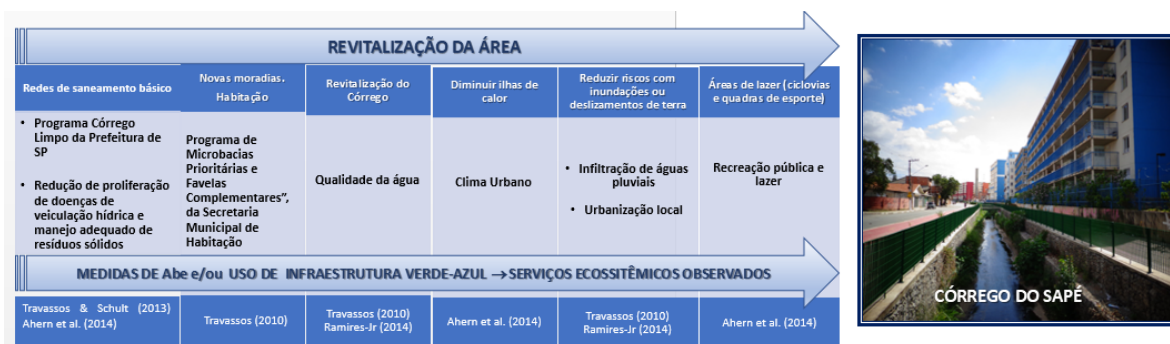 REVITALIZAÇÃO DA ÁREA
Redes de saneamento básico
Novas moradias.
Habitação
Revitalização do
Córrego
Diminuir ilhas de
calor
Reduzir riscos com
inundações ou
deslizamentos de terra
Áreas de lazer (ciclovias
e quadras de esporte)
• Programa Córrego
Limpo da Prefeitura de
SP
• Redução de proliferação
de doenças de
veiculação hídrica e
manejo adequado de
resíduos sólidos
Programa de
Microbacias
Prioritárias e
Favelas
Complementares”,
da Secretaria
Municipal de
Habitação
Qualidade da água
Clima Urbano
• Infiltração de águas
pluviais
• Urbanização local
Recreação pública e
lazer
MEDIDAS DE Abe e/ou USO DE INFRAESTRUTURA VERDE-AZUL → SERVIÇOS ECOSSITÊMICOS OBSERVADOS
Travassos & Schult (2013)
Ahern et al. (2014)
Travassos (2010)
Travassos (2010)
Ramires-Jr (2014)
Ahern et al. (2014)
Travassos (2010)
Ramires-Jr (2014)
Ahern et al. (2014)
CÓRREGO DO SAPÉ